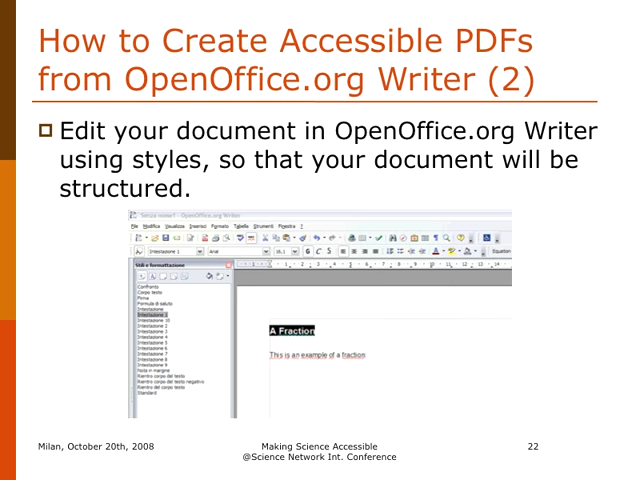 How to Create Accessible PDFs
from OpenOffice.org Writer (2)
Edit your document in OpenOffice.org Writer
using styles, so that your document will be
structured.
Senza nome1 - OpenOffice.org Writer
File Modifica Visualizza Inserisci Formato Tabella Strumenti Finestra ?
Intestazione 1 Arial 16.1 G C S Equation
Stili e formattazione
Confronto
Corpo testo
Firma
Formula di saluto
Intestazione
Intestazione 1
Intestazione 10
Intestazione 2
Intestazione 3
Intestazione 4
Intestazione 5
Intestazione 6
Intestazione 7
Intestazione 8
Intestazione 9
Nota in margine
Rientro corpo del testo
Rientro corpo del testo negativo
Rientro del corpo testo
Standard
A Fraction
This is an example of a fraction
Milan, October 20th, 2008
Making Science Accessible
@Science Network Int. Conference
22